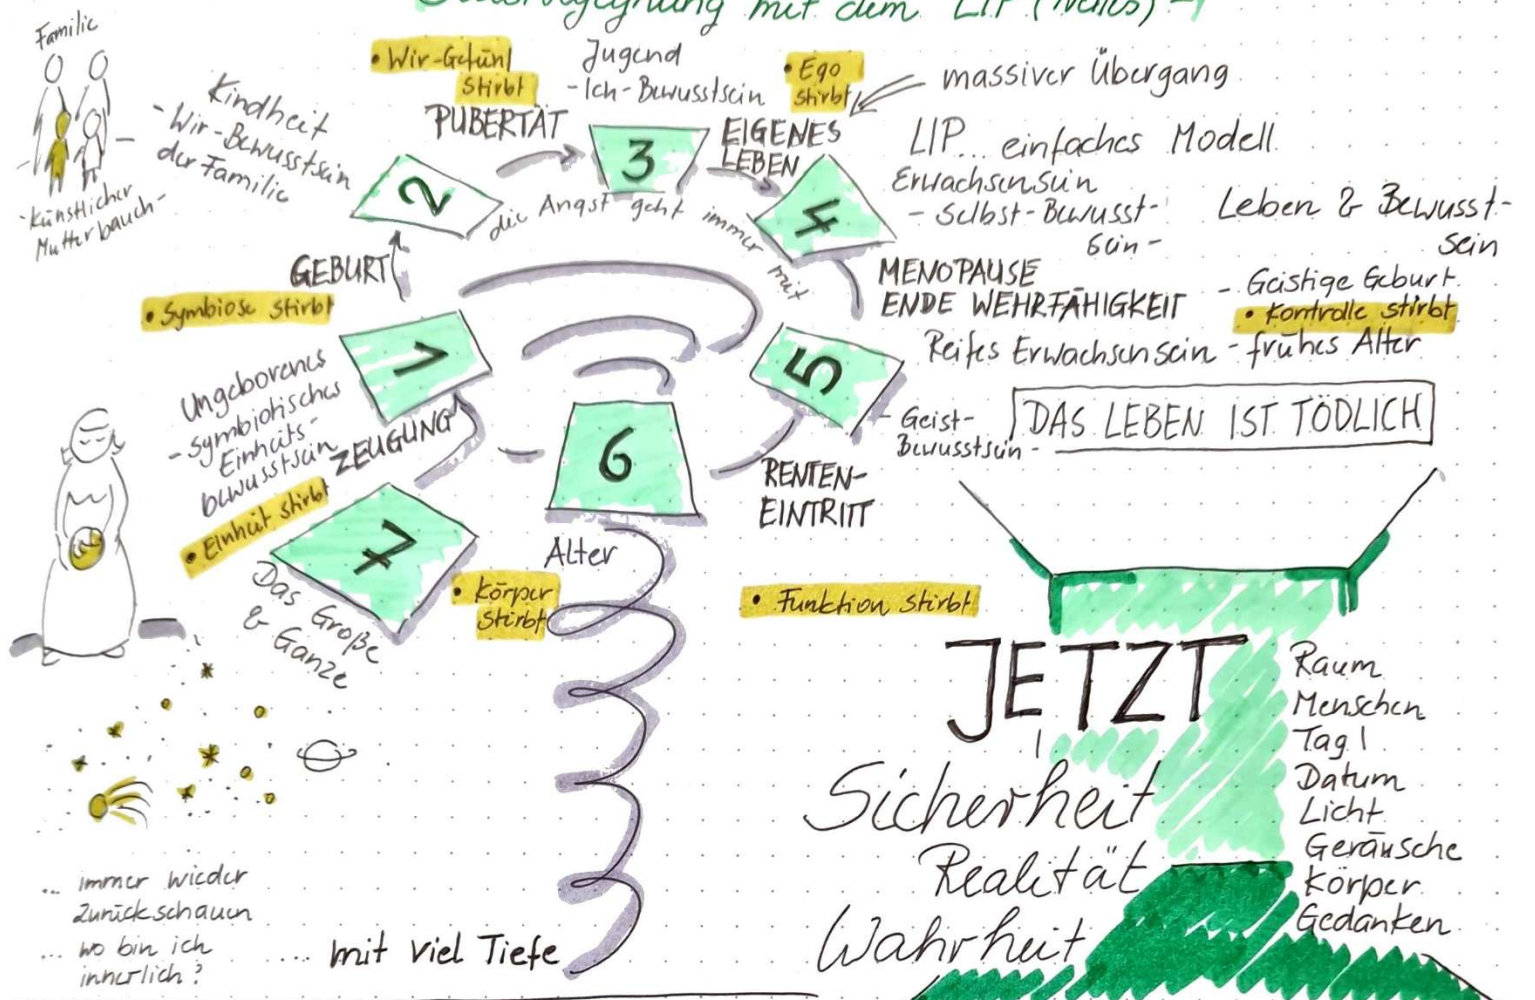 mit dem LIP (Nelles)
Familie
- Künstlicher
Mutterbauch -
Kindheit
- Wir-Bewusstsein
der Familie
• Wir-Gefühl
stirbt
PUBERTÄT
Jugend
- Ich-Bewusstsein
• Ego
stirbt
massiver Übergang
EIGENES
LEBEN
2
3
4
die Angst geht immer mit
LIP... einfaches Modell
Erwachsensein
- Selbst-Bewusst-
sein -
Leben & Bewusst-
sein
GEBURT
• Symbiose stirbt
MENOPAUSE
ENDE WEHRFÄHIGKEIT
- Geistige Geburt
• Kontrolle stirbt
Reifes Erwachsensein - frühes Alter
1
5
Ungeborenes
- symbiotisches
Einheits-
bewusstsein
ZEUGUNG
- Geist-
Bewusstsein -
DAS LEBEN IST TÖDLICH
6
RENTEN-
EINTRITT
• Einheit stirbt
7
Das Große
& Ganze
Alter
• Körper
stirbt
• Funktion stirbt
JETZT
Sicherheit
Realität
Wahrheit
Raum
Menschen
Tag /
Datum
Licht
Geräusche
Körper
Gedanken
... immer wieder
zurückschauen
... wo bin ich
innerlich?
.... mit viel Tiefe